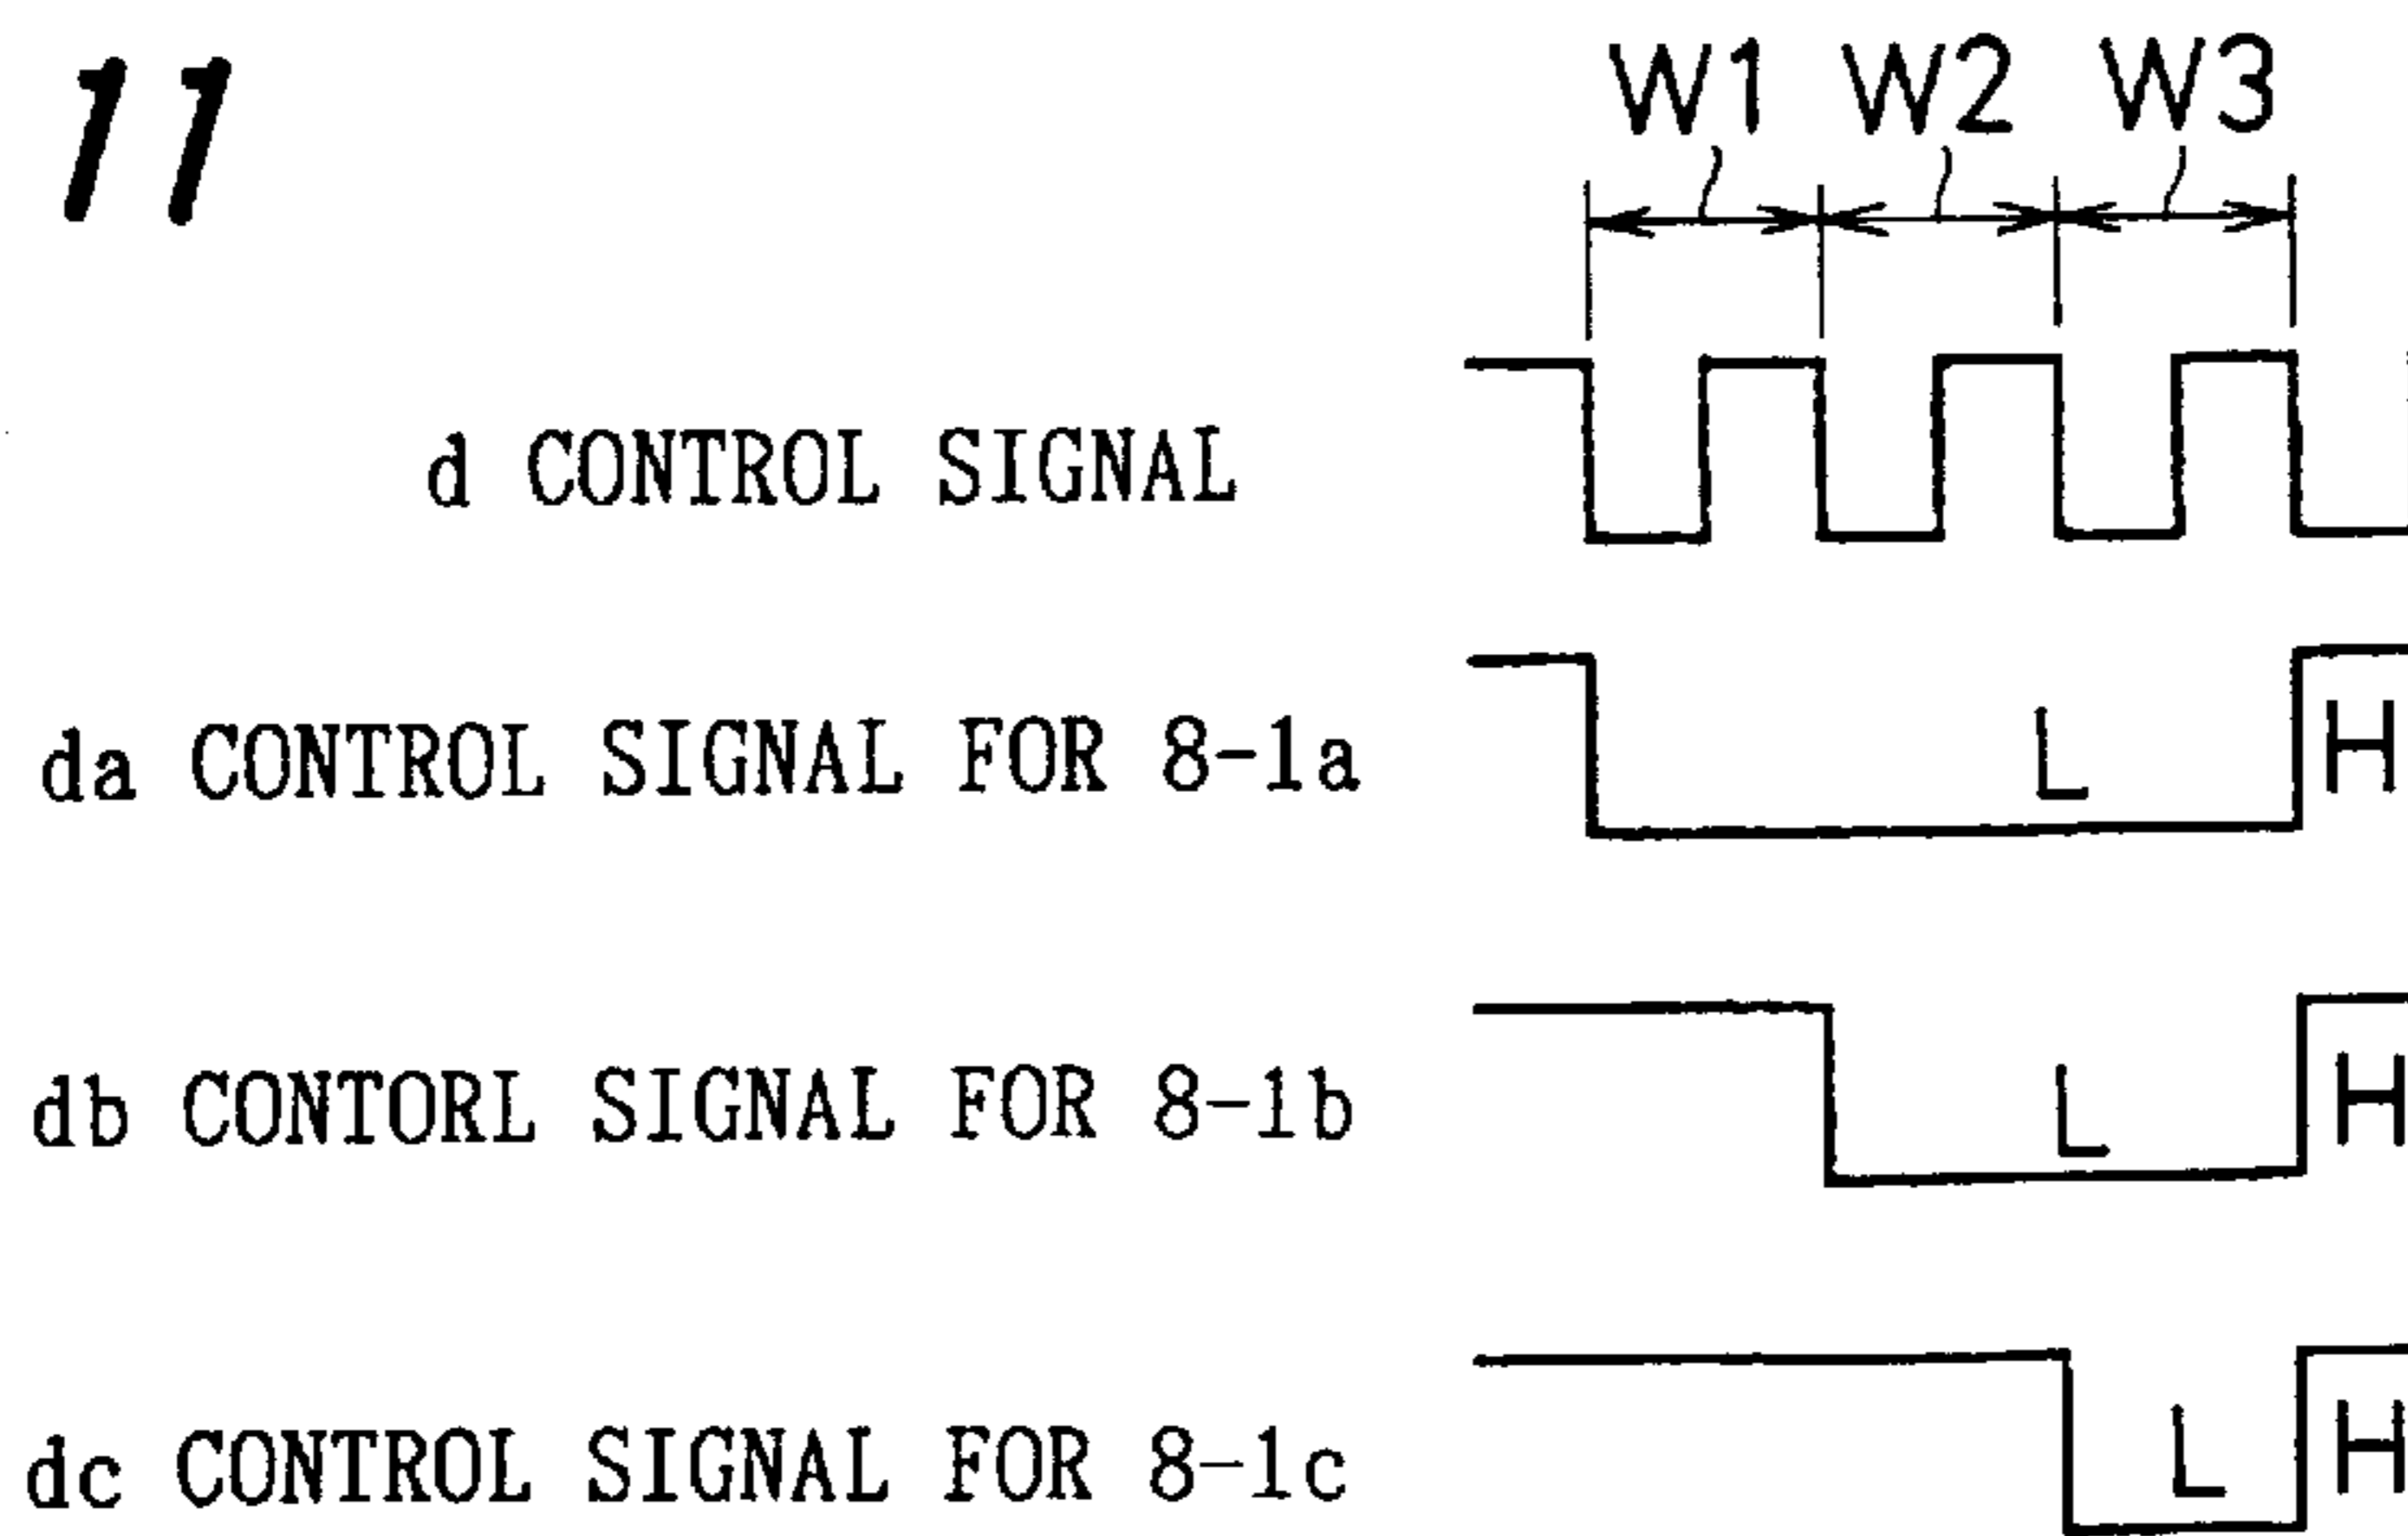 11
W1 W2 W3
d CONTROL SIGNAL
da CONTROL SIGNAL FOR 8-1a
L H
db CONTORL SIGNAL FOR 8-1b
L H
dc CONTROL SIGNAL FOR 8-1c
L H